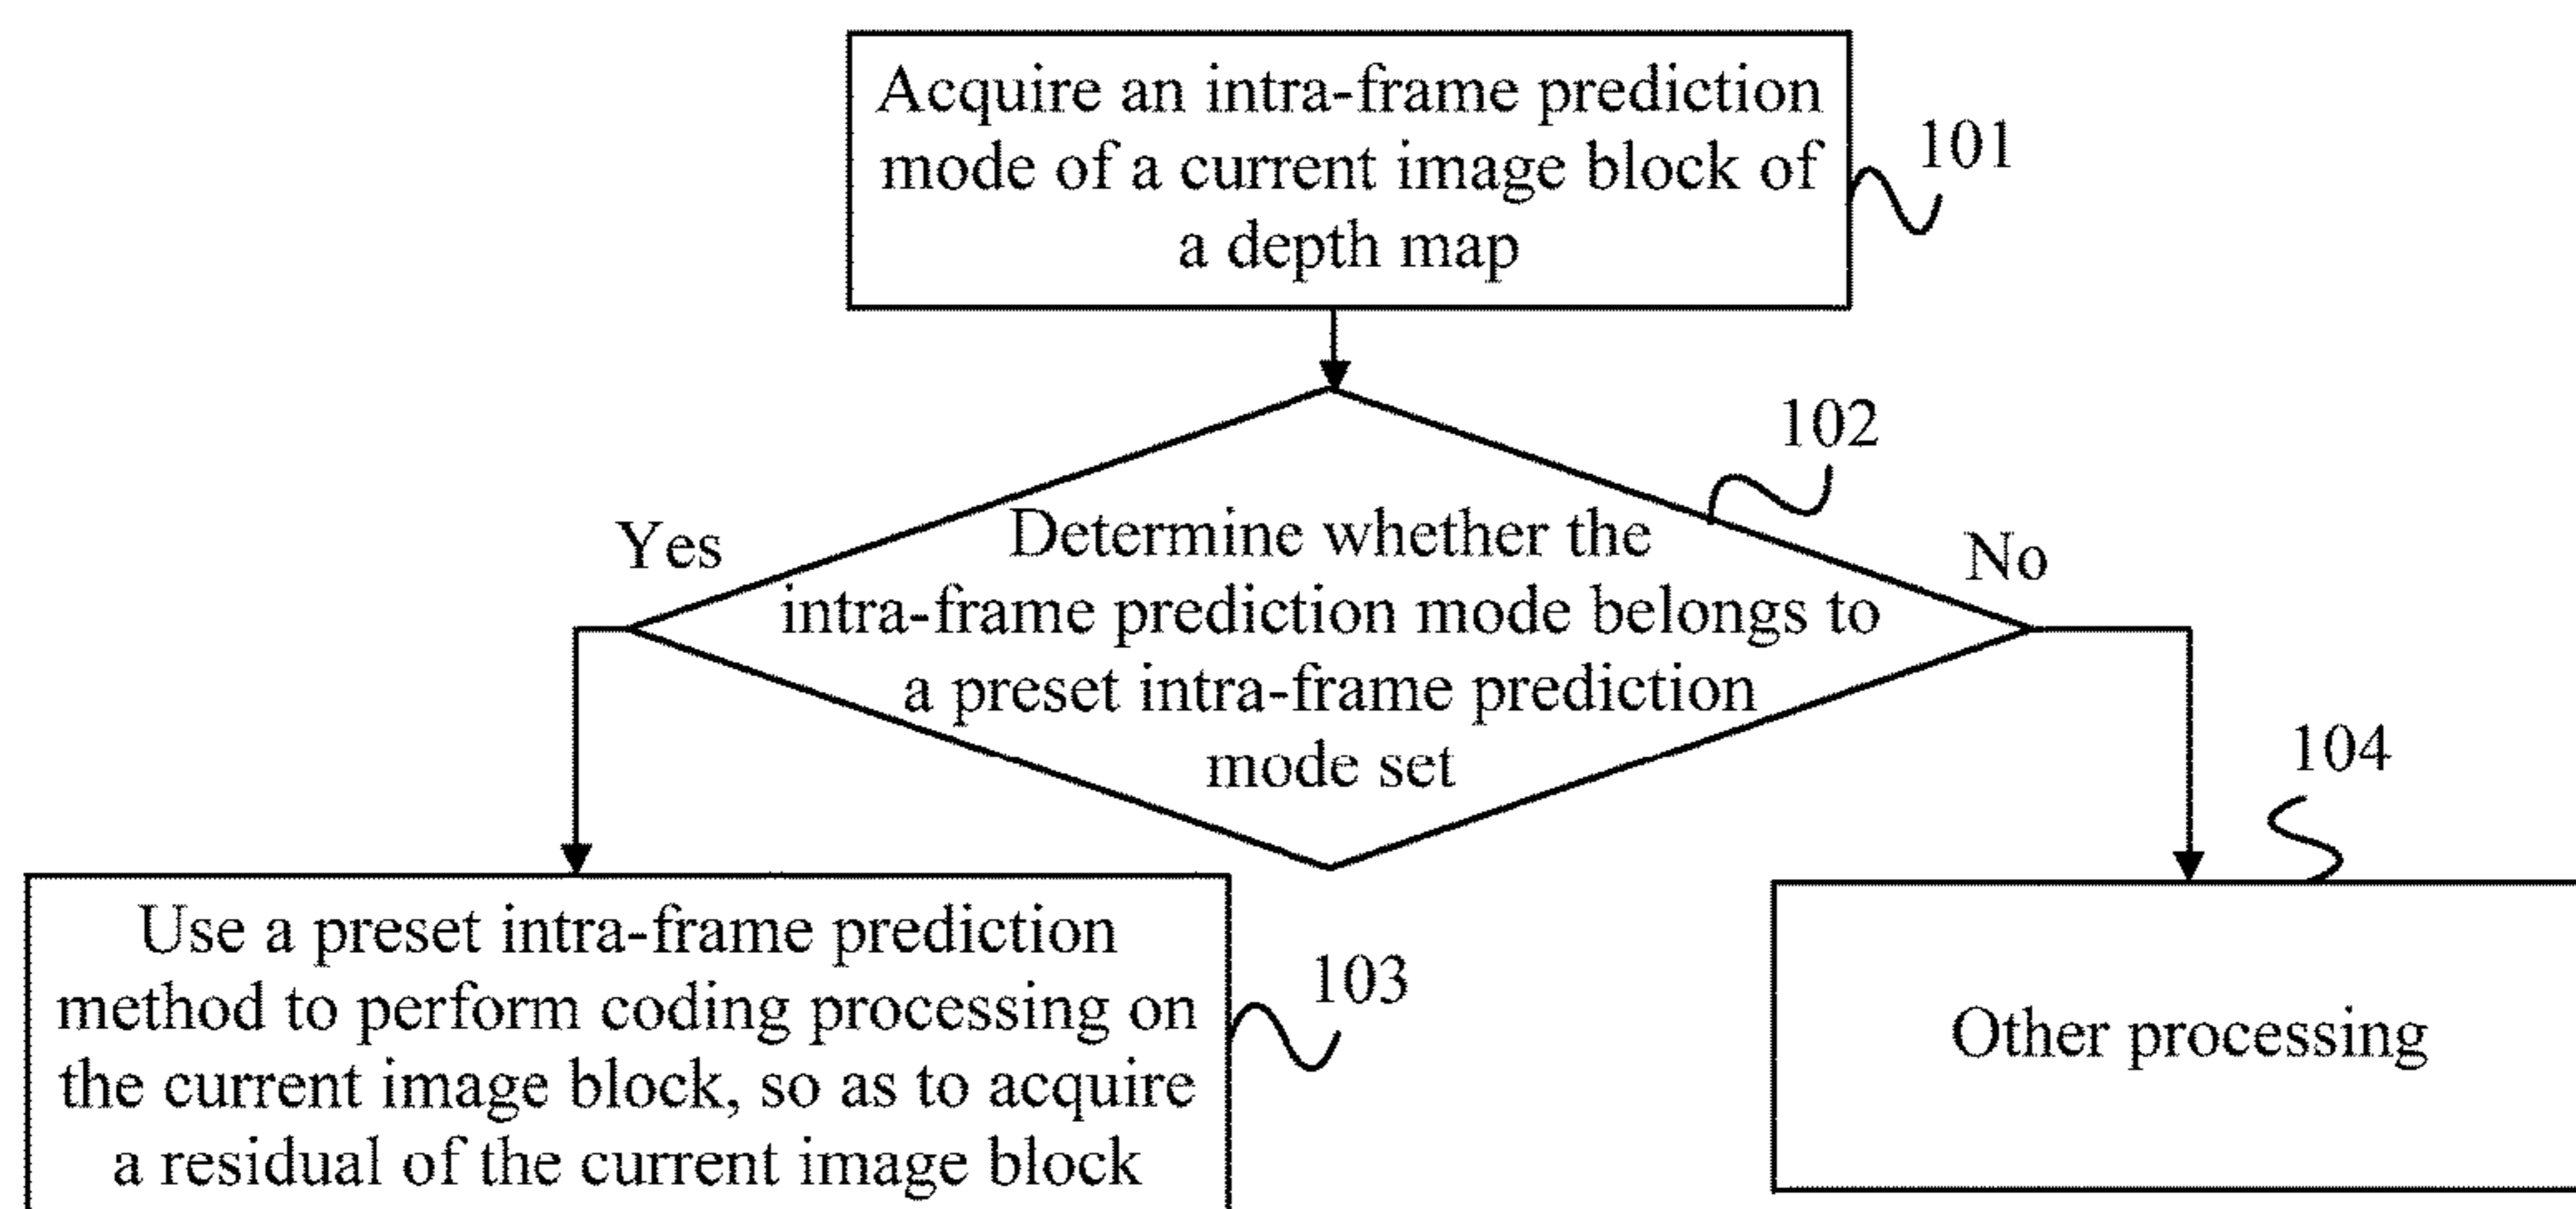 Acquire an intra-frame prediction
mode of a current image block of
a depth map
101
102
Yes
No
Determine whether the
intra-frame prediction mode belongs to
a preset intra-frame prediction
mode set
104
Use a preset intra-frame prediction
method to perform coding processing on
the current image block, so as to acquire
a residual of the current image block
103
Other processing